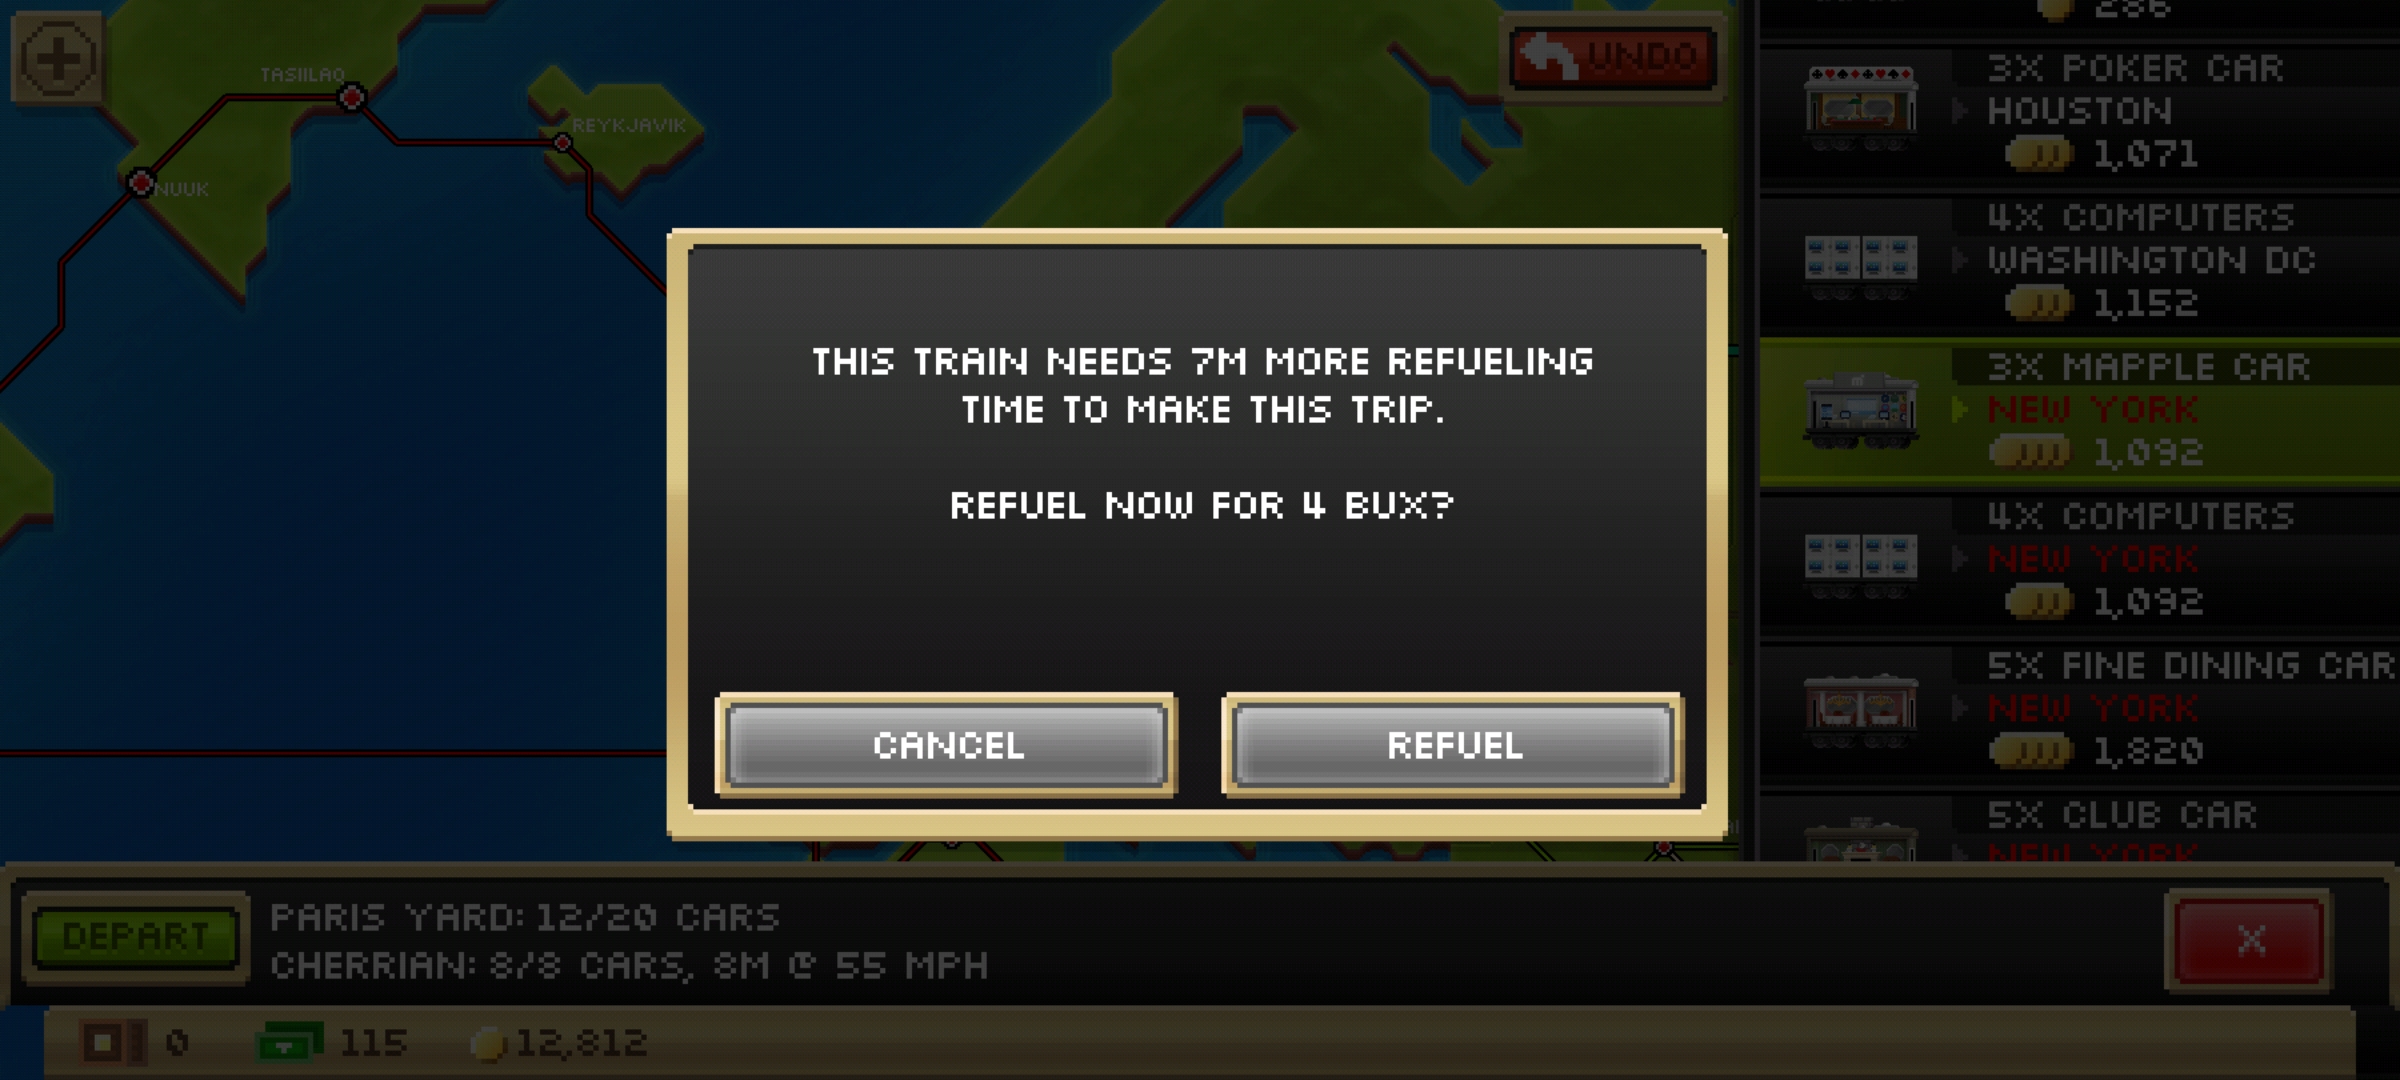 TASIILAQ
REYKJAVIK
NUUK
UNDO
286
3X POKER CAR
HOUSTON
1,071
4X COMPUTERS
WASHINGTON DC
1,152
3X MAPPLE CAR
NEW YORK
1,092
4X COMPUTERS
NEW YORK
1,092
5X FINE DINING CAR
NEW YORK
1,820
5X CLUB CAR
NEW YORK
THIS TRAIN NEEDS 7M MORE REFUELING
TIME TO MAKE THIS TRIP.
REFUEL NOW FOR 4 BUX?
CANCEL
REFUEL
DEPART
PARIS YARD: 12/20 CARS
CHERRIAN: 8/8 CARS, 8M @ 55 MPH
X
0
115
12,812